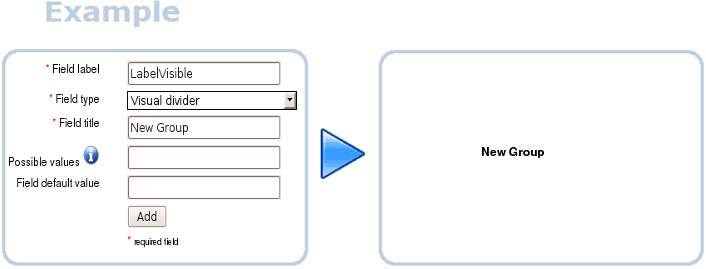 Example
* Field label LabelVisible
* Field type Visual divider
* Field title New Group
Possible values i
Field default value
Add
* required field
New Group